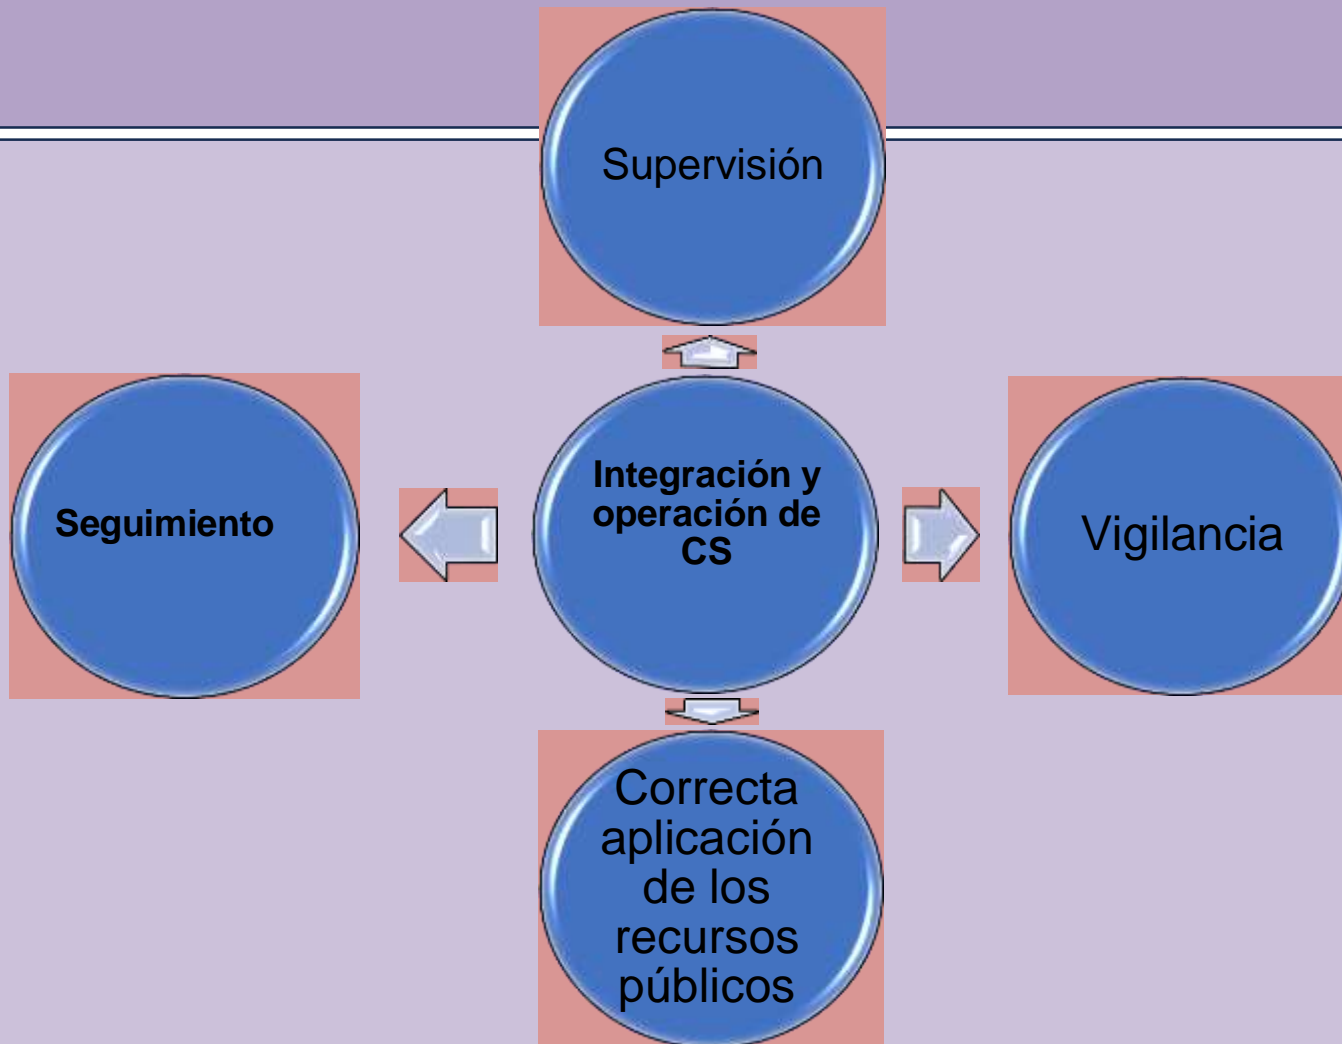 Supervisión
Seguimiento
Integración y
operación de
CS
Vigilancia
Correcta
aplicación
de los
recursos
públicos